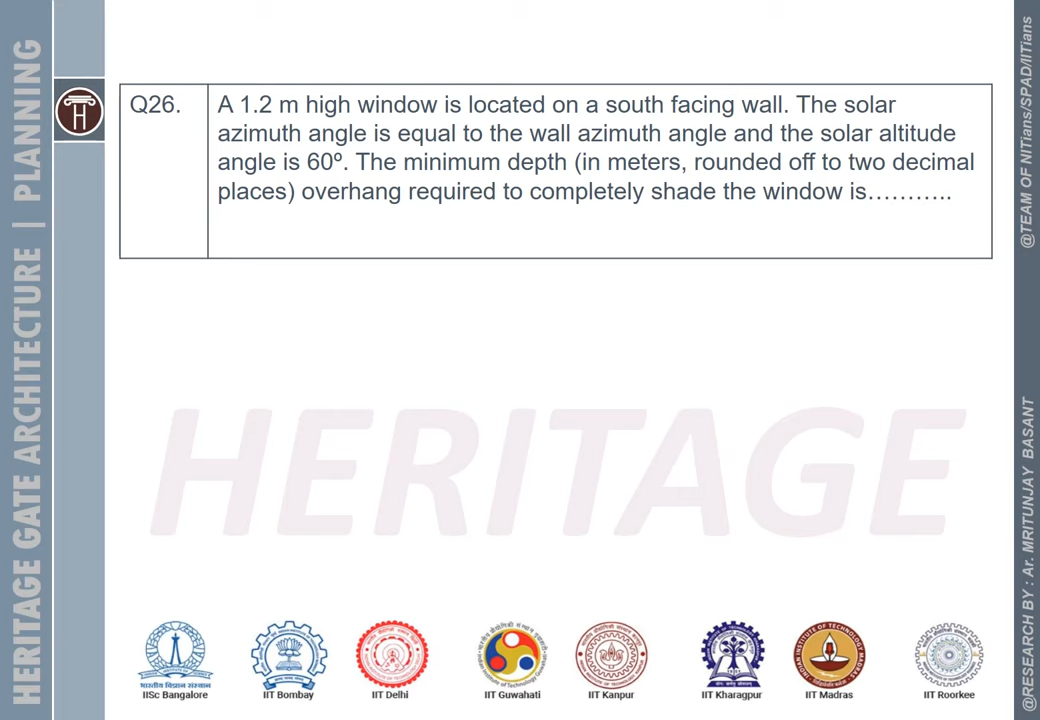 HERITAGE GATE ARCHITECTURE | PLANNING
H
Q26.
A 1.2 m high window is located on a south facing wall. The solar
azimuth angle is equal to the wall azimuth angle and the solar altitude
angle is 60º. The minimum depth (in meters, rounded off to two decimal
places) overhang required to completely shade the window is………..
HERITAGE
@TEAM OF NITians/SPAD/IITians
@RESEARCH BY : Ar. MRITUNJAY BASANT
IISc Bangalore
IIT Bombay
IIT Delhi
IIT Guwahati
IIT Kanpur
IIT Kharagpur
IIT Madras
IIT Roorkee